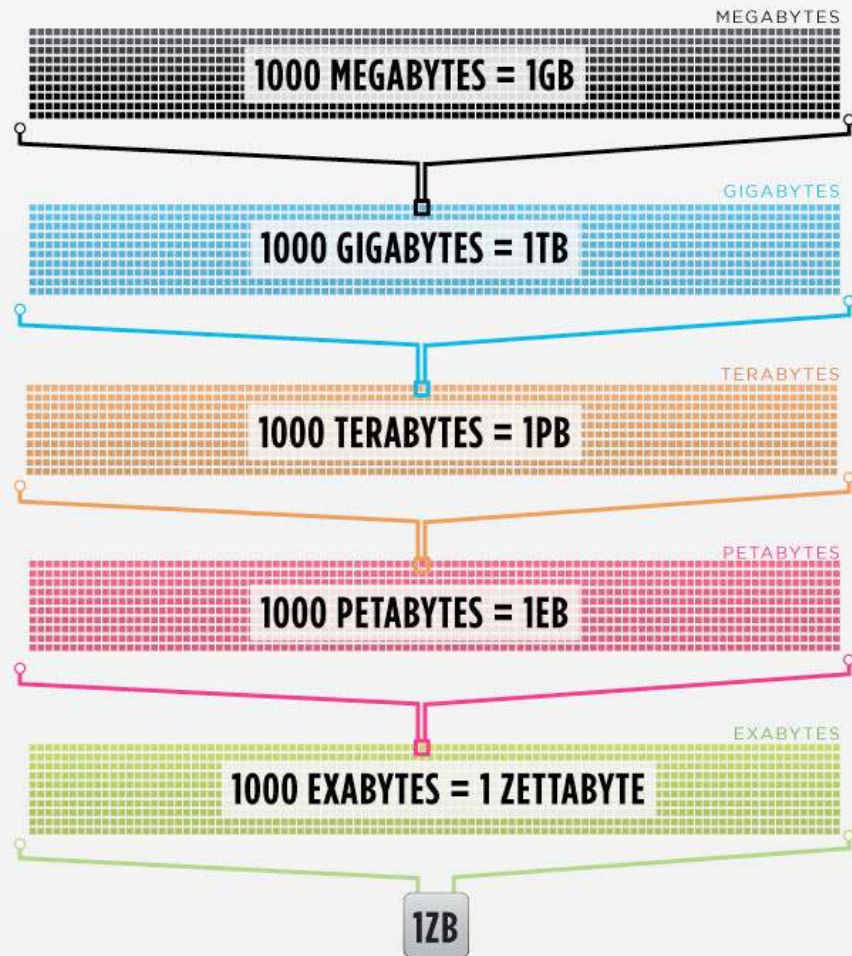 MEGABYTES
1000 MEGABYTES = 1GB
GIGABYTES
1000 GIGABYTES = 1TB
TERABYTES
1000 TERABYTES = 1PB
PETABYTES
1000 PETABYTES = 1EB
EXABYTES
1000 EXABYTES = 1 ZETTABYTE
1ZB